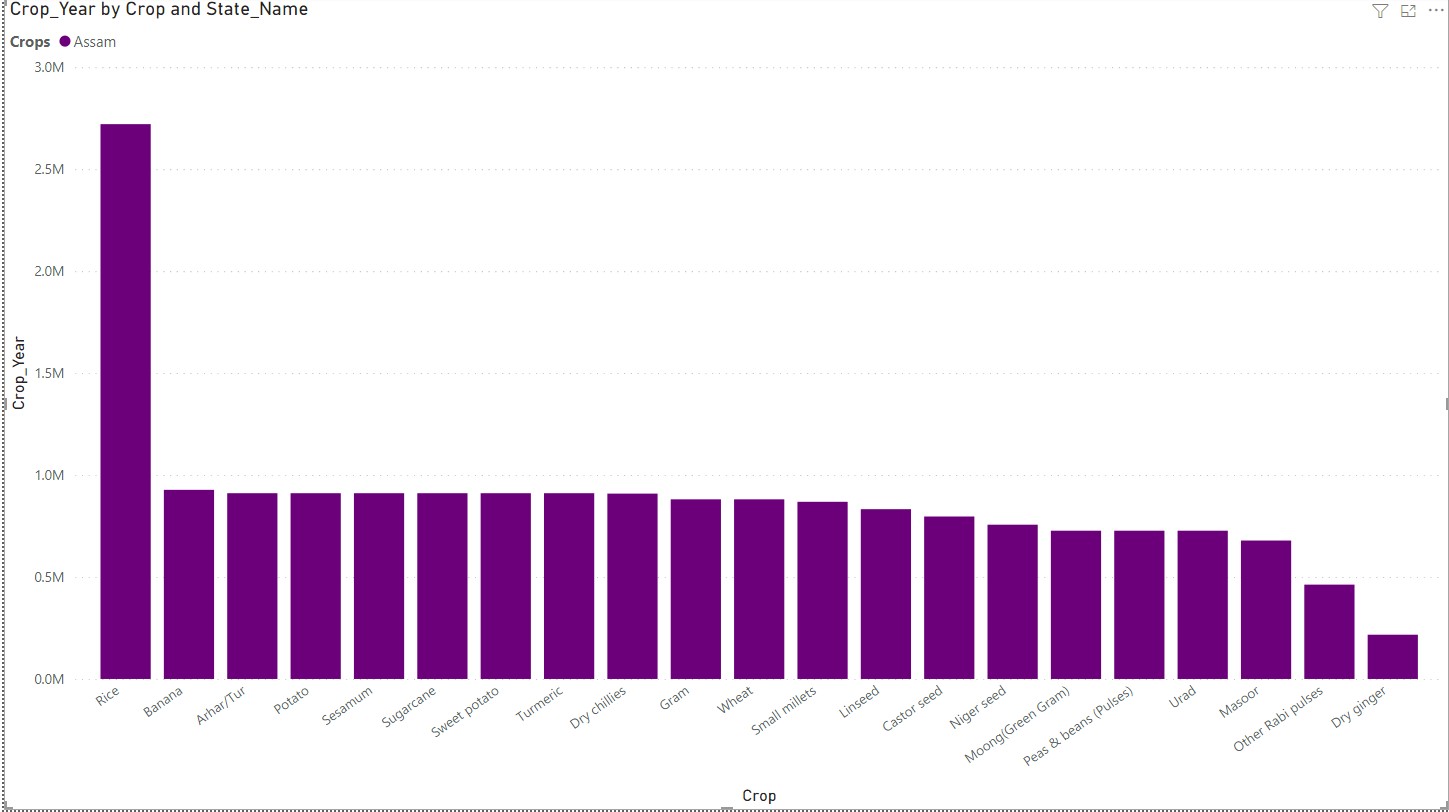 Crop_Year by Crop and State_Name
Crops Assam
3.0M
2.5M
2.0M
1.5M
1.0M
0.5M
0.0M
Crop_Year
Rice
Banana
Arhar/Tur
Potato
Sesamum
Sugarcane
Sweet potato
Turmeric
Dry chillies
Gram
Wheat
Small millets
Linseed
Castor seed
Niger seed
Moong(Green Gram)
Peas & beans (Pulses)
Urad
Masoor
Other Rabi pulses
Dry ginger
Crop